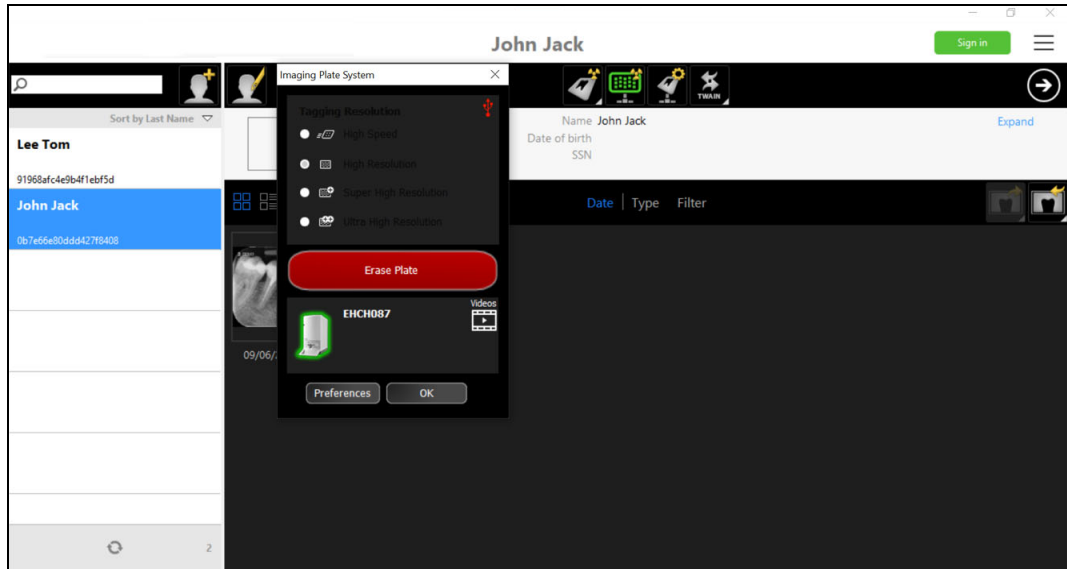 John Jack
Sign in
TWAIN
Sort by Last Name
Lee Tom
91968afc4e9b4f1ebf5d
John Jack
0b7e66e80ddd427f8408
2
Imaging Plate System
Tagging Resolution
High Speed
High Resolution
Super High Resolution
Ultra High Resolution
Erase Plate
EHCH087
Videos
Preferences
OK
Name John Jack
Date of birth
SSN
Expand
Date | Type Filter
09/06/